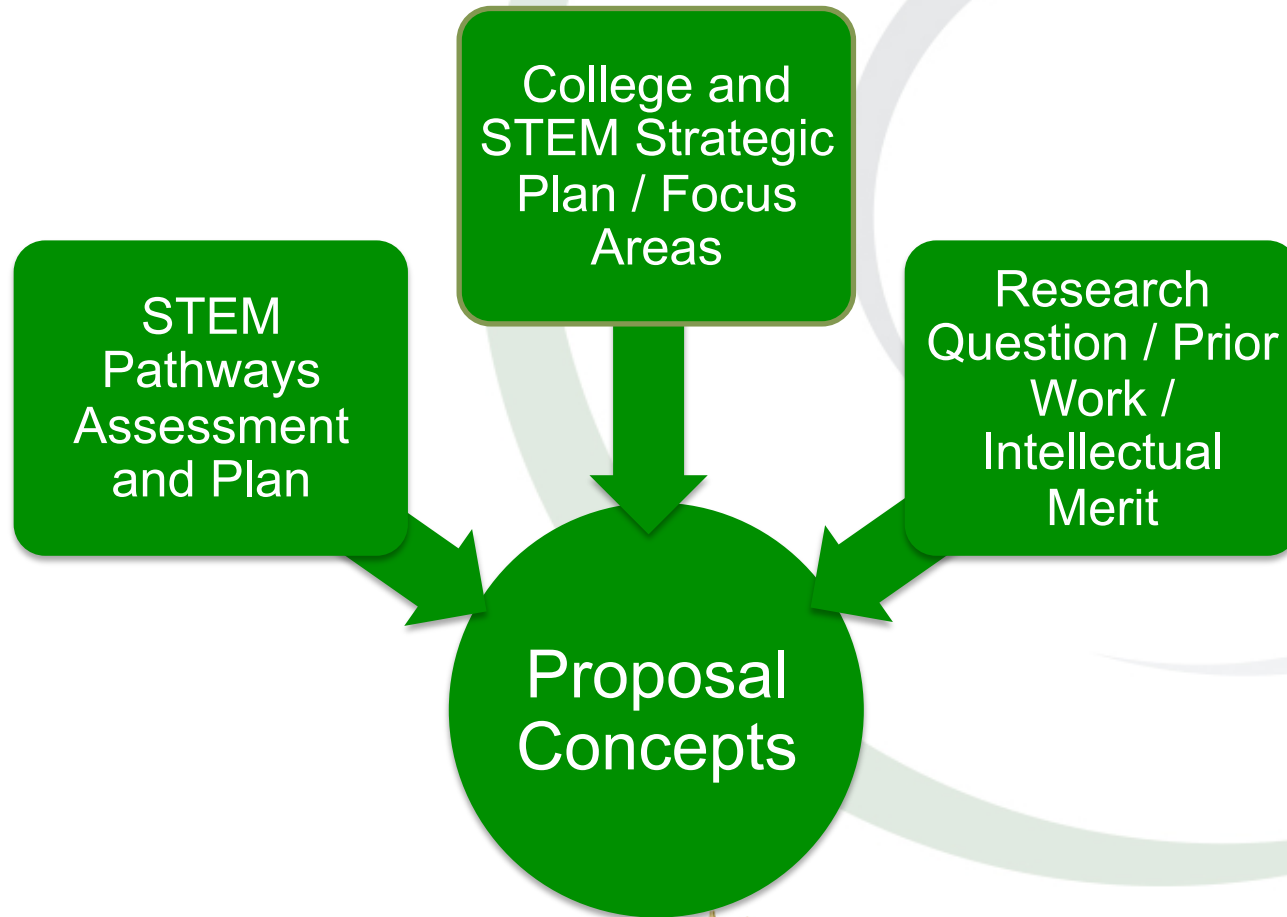 College and
STEM Strategic
Plan / Focus
Areas
STEM
Pathways
Assessment
and Plan
Research
Question / Prior
Work /
Intellectual
Merit
Proposal
Concepts